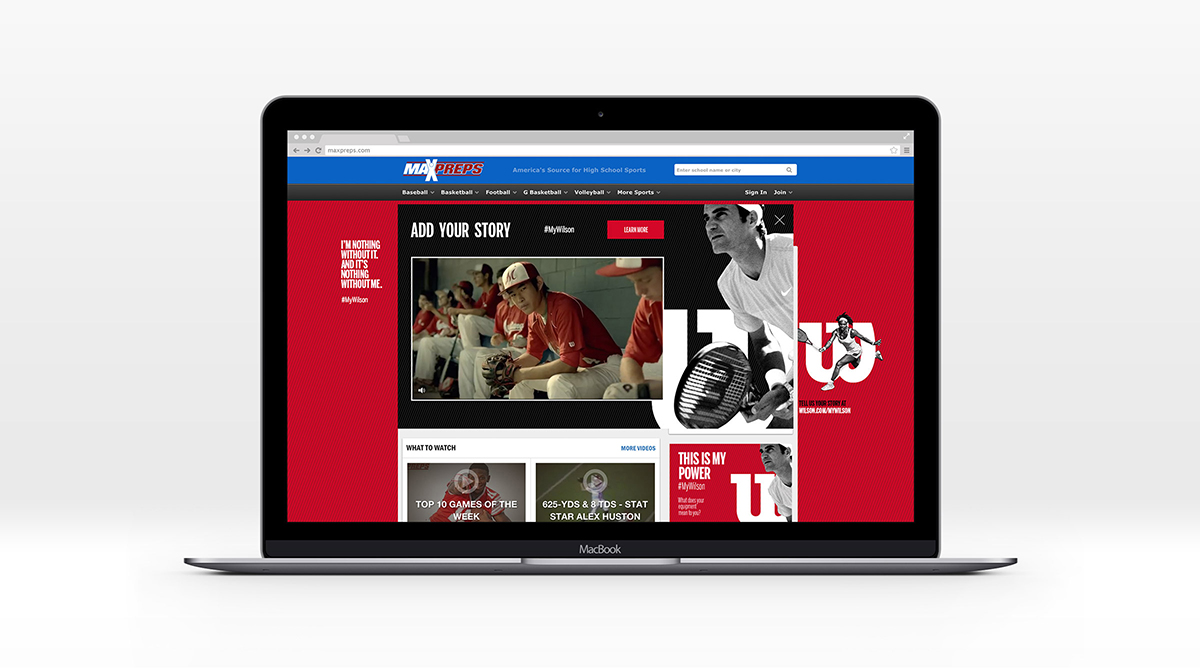 maxpreps.com
MAXPREPS
America's Source for High School Sports
Enter school name or city
Baseball Basketball Football G Basketball Volleyball More Sports Sign In Join
I'M NOTHING
WITHOUT IT.
AND IT'S
NOTHING
WITHOUT ME.
#MyWilson
ADD YOUR STORY
#MyWilson
LEARN MORE
W
W
TELL US YOUR STORY AT
WILSON.COM/MYWILSON
WHAT TO WATCH
MORE VIDEOS
TOP 10 GAMES OF THE
WEEK
625-YDS & 8 TDS - STAT
STAR ALEX HUSTON
THIS IS MY
POWER
#MyWilson
What does your
equipment
mean to you?
W
MacBook